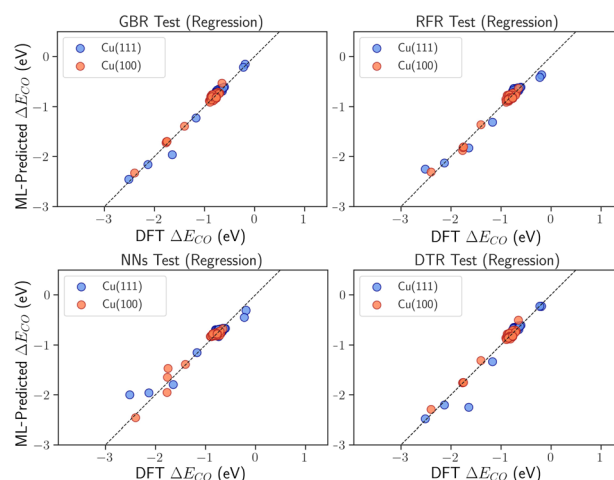 GBR Test (Regression)
ML-Predicted ΔE_CO (eV)
0
−1
−2
−3
Cu(111)
Cu(100)
−3 −2 −1 0 1
DFT ΔE_CO (eV)
RFR Test (Regression)
0
−1
−2
−3
Cu(111)
Cu(100)
−3 −2 −1 0 1
DFT ΔE_CO (eV)
NNs Test (Regression)
ML-Predicted ΔE_CO (eV)
0
−1
−2
−3
Cu(111)
Cu(100)
−3 −2 −1 0 1
DFT ΔE_CO (eV)
DTR Test (Regression)
0
−1
−2
−3
Cu(111)
Cu(100)
−3 −2 −1 0 1
DFT ΔE_CO (eV)